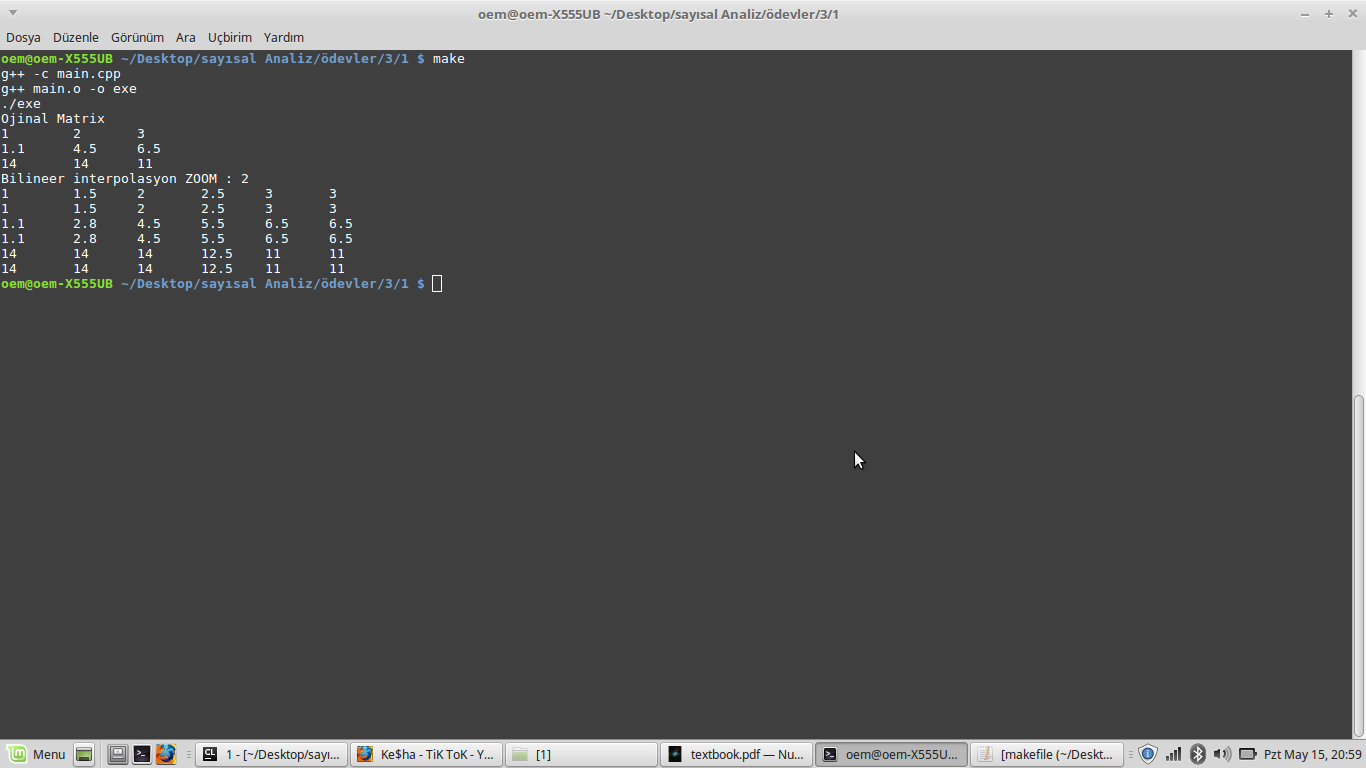 oem@oem-X555UB ~/Desktop/sayısal Analiz/ödevler/3/1
Dosya Düzenle Görünüm Ara Uçbirim Yardım
oem@oem-X555UB ~/Desktop/sayısal Analiz/ödevler/3/1 $ make
g++ -c main.cpp
g++ main.o -o exe
./exe
Ojinal Matrix
1 2 3
1.1 4.5 6.5
14 14 11
Bilineer interpolasyon ZOOM : 2
1 1.5 2 2.5 3 3
1 1.5 2 2.5 3 3
1.1 2.8 4.5 5.5 6.5 6.5
1.1 2.8 4.5 5.5 6.5 6.5
14 14 14 12.5 11 11
14 14 14 12.5 11 11
oem@oem-X555UB ~/Desktop/sayısal Analiz/ödevler/3/1 $
Menu CL 1 - [~/Desktop/sayı... Ke$ha - TiK ToK - Y... [1] textbook.pdf — Nu... oem@oem-X555U... [makefile (~/Deskt... Pzt May 15, 20:59